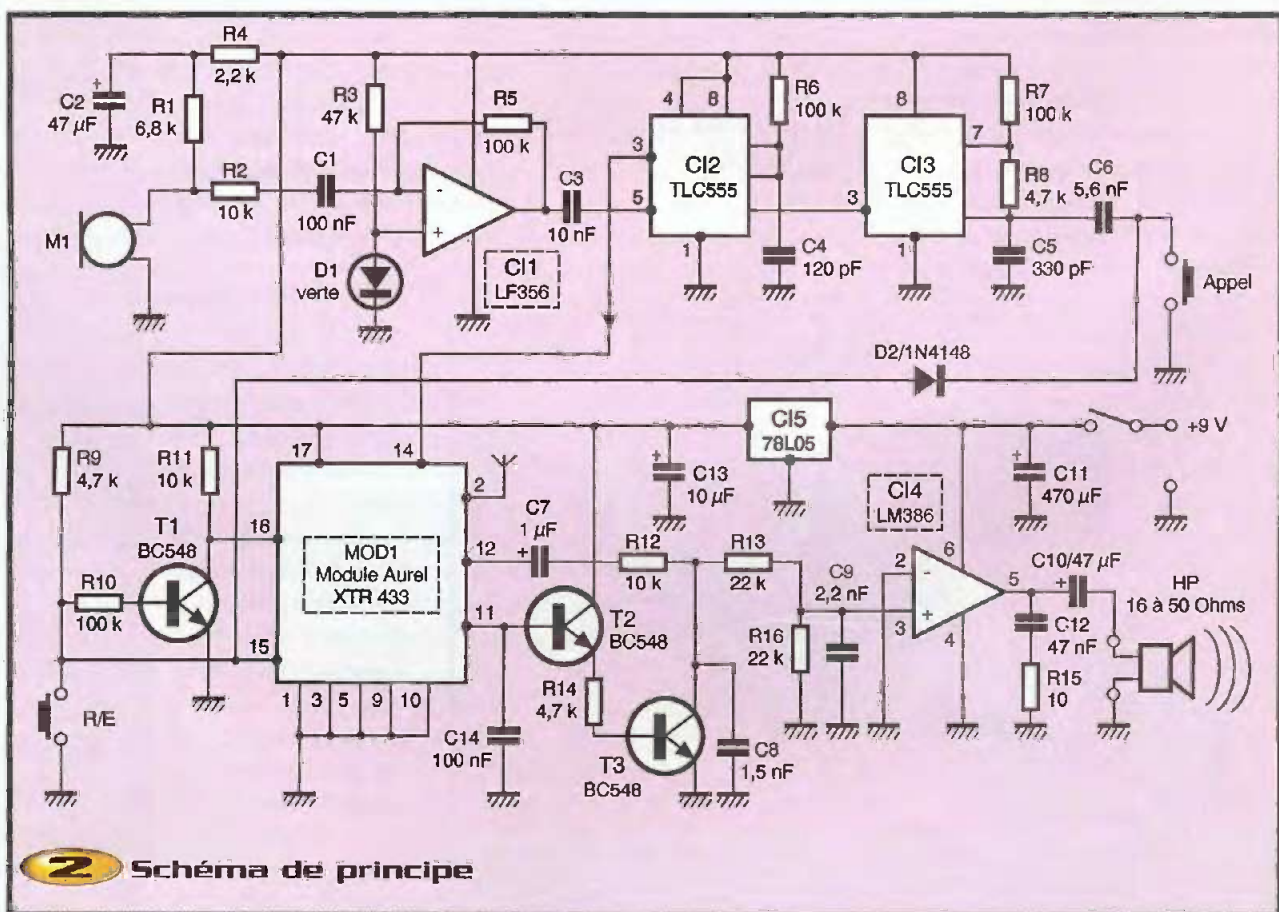 R4
2,2 k
C2
47 µF
+
R1
6,8 k
R2
10 k
M1
C1
100 nF
R3
47 k
D1
verte
R5
100 k
-
+
CI1
LF356
C3
10 nF
4
8
3
5
CI2
TLC555
1
R6
100 k
C4
120 pF
8
7
3
CI3
TLC555
1
R7
100 k
R8
4,7 k
C6
5,6 nF
C5
330 pF
Appel
D2/1N4148
+9 V
CI5
78L05
R9
4,7 k
R11
10 k
T1
BC548
R10
100 k
R/E
17
14
16
15
2
12
11
MOD1
Module Aurel
XTR 433
1
3
5
9
10
C7
1 µF
+
C14
100 nF
T2
BC548
R14
4,7 k
T3
BC548
+
C13
10 µF
R12
10 k
R13
22 k
R16
22 k
C9
2,2 nF
C8
1,5 nF
CI4
LM386
2
-
+
3
6
5
4
+
C11
470 µF
C10/47 µF
+
C12
47 nF
R15
10
HP
16 à 50 Ohms
2 Schéma de principe